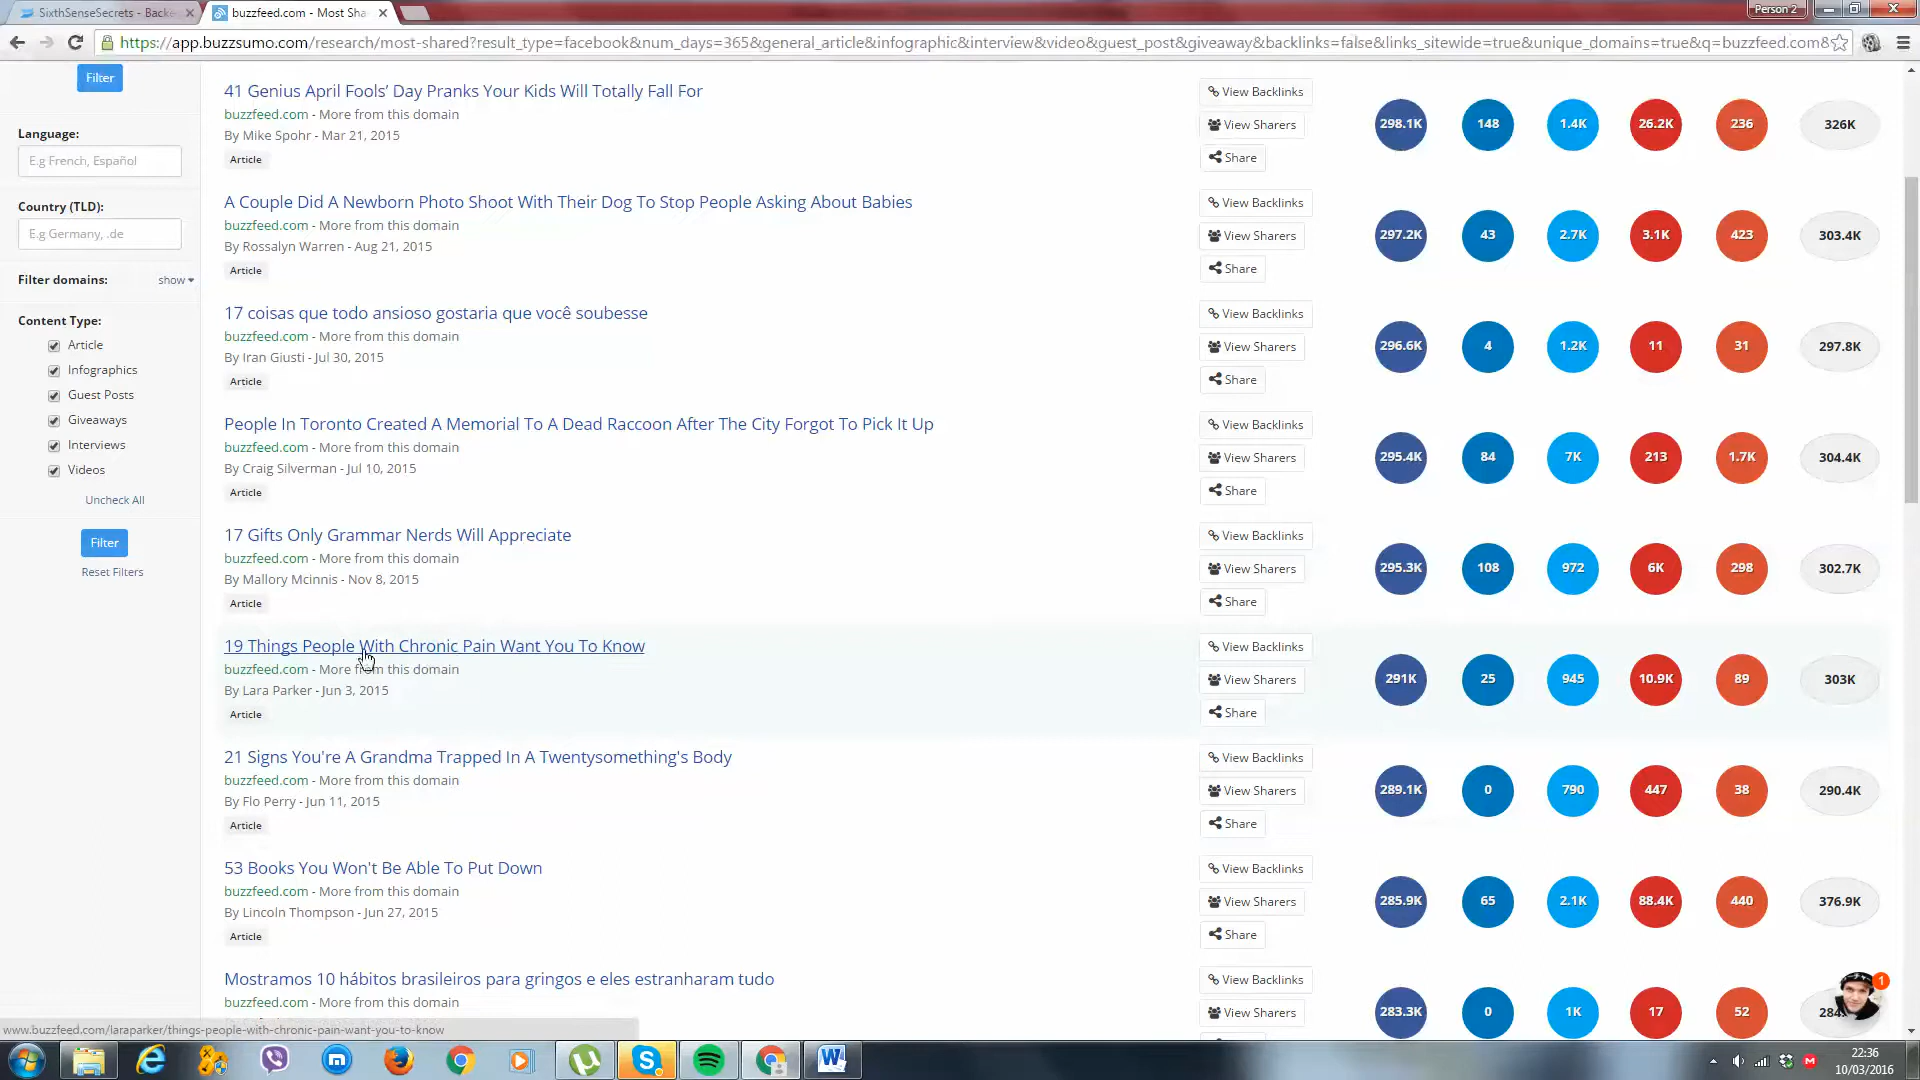 SixthSenseSecrets - Back
buzzfeed.com - Most Sha
Person 2
https://app.buzzsumo.com/research/most-shared?result_type=facebook&num_days=365&general_article&infographic&interview&video&guest_post&giveaway&backlinks=false&links_sitewide=true&unique_domains=true&q=buzzfeed.com&
Filter
Language:
E.g French, Español
Country (TLD):
E.g Germany, .de
Filter domains: show
Content Type:
Article
Infographics
Guest Posts
Giveaways
Interviews
Videos
Uncheck All
Filter
Reset Filters
41 Genius April Fools’ Day Pranks Your Kids Will Totally Fall For
buzzfeed.com - More from this domain
By Mike Spohr - Mar 21, 2015
Article
View Backlinks
View Sharers
Share
298.1K 148 1.4K 26.2K 236 326K
A Couple Did A Newborn Photo Shoot With Their Dog To Stop People Asking About Babies
buzzfeed.com - More from this domain
By Rossalyn Warren - Aug 21, 2015
Article
View Backlinks
View Sharers
Share
297.2K 43 2.7K 3.1K 423 303.4K
17 coisas que todo ansioso gostaria que você soubesse
buzzfeed.com - More from this domain
By Iran Giusti - Jul 30, 2015
Article
View Backlinks
View Sharers
Share
296.6K 4 1.2K 11 31 297.8K
People In Toronto Created A Memorial To A Dead Raccoon After The City Forgot To Pick It Up
buzzfeed.com - More from this domain
By Craig Silverman - Jul 10, 2015
Article
View Backlinks
View Sharers
Share
295.4K 84 7K 213 1.7K 304.4K
17 Gifts Only Grammar Nerds Will Appreciate
buzzfeed.com - More from this domain
By Mallory Mcinnis - Nov 8, 2015
Article
View Backlinks
View Sharers
Share
295.3K 108 972 6K 298 302.7K
19 Things People With Chronic Pain Want You To Know
buzzfeed.com - More from this domain
By Lara Parker - Jun 3, 2015
Article
View Backlinks
View Sharers
Share
291K 25 945 10.9K 89 303K
21 Signs You're A Grandma Trapped In A Twentysomething's Body
buzzfeed.com - More from this domain
By Flo Perry - Jun 11, 2015
Article
View Backlinks
View Sharers
Share
289.1K 0 790 447 38 290.4K
53 Books You Won't Be Able To Put Down
buzzfeed.com - More from this domain
By Lincoln Thompson - Jun 27, 2015
Article
View Backlinks
View Sharers
Share
285.9K 65 2.1K 88.4K 440 376.9K
Mostramos 10 hábitos brasileiros para gringos e eles estranharam tudo
buzzfeed.com - More from this domain
View Backlinks
View Sharers
283.3K 0 1K 17 52
1
www.buzzfeed.com/laraparker/things-people-with-chronic-pain-want-you-to-know
22:36
10/03/2016